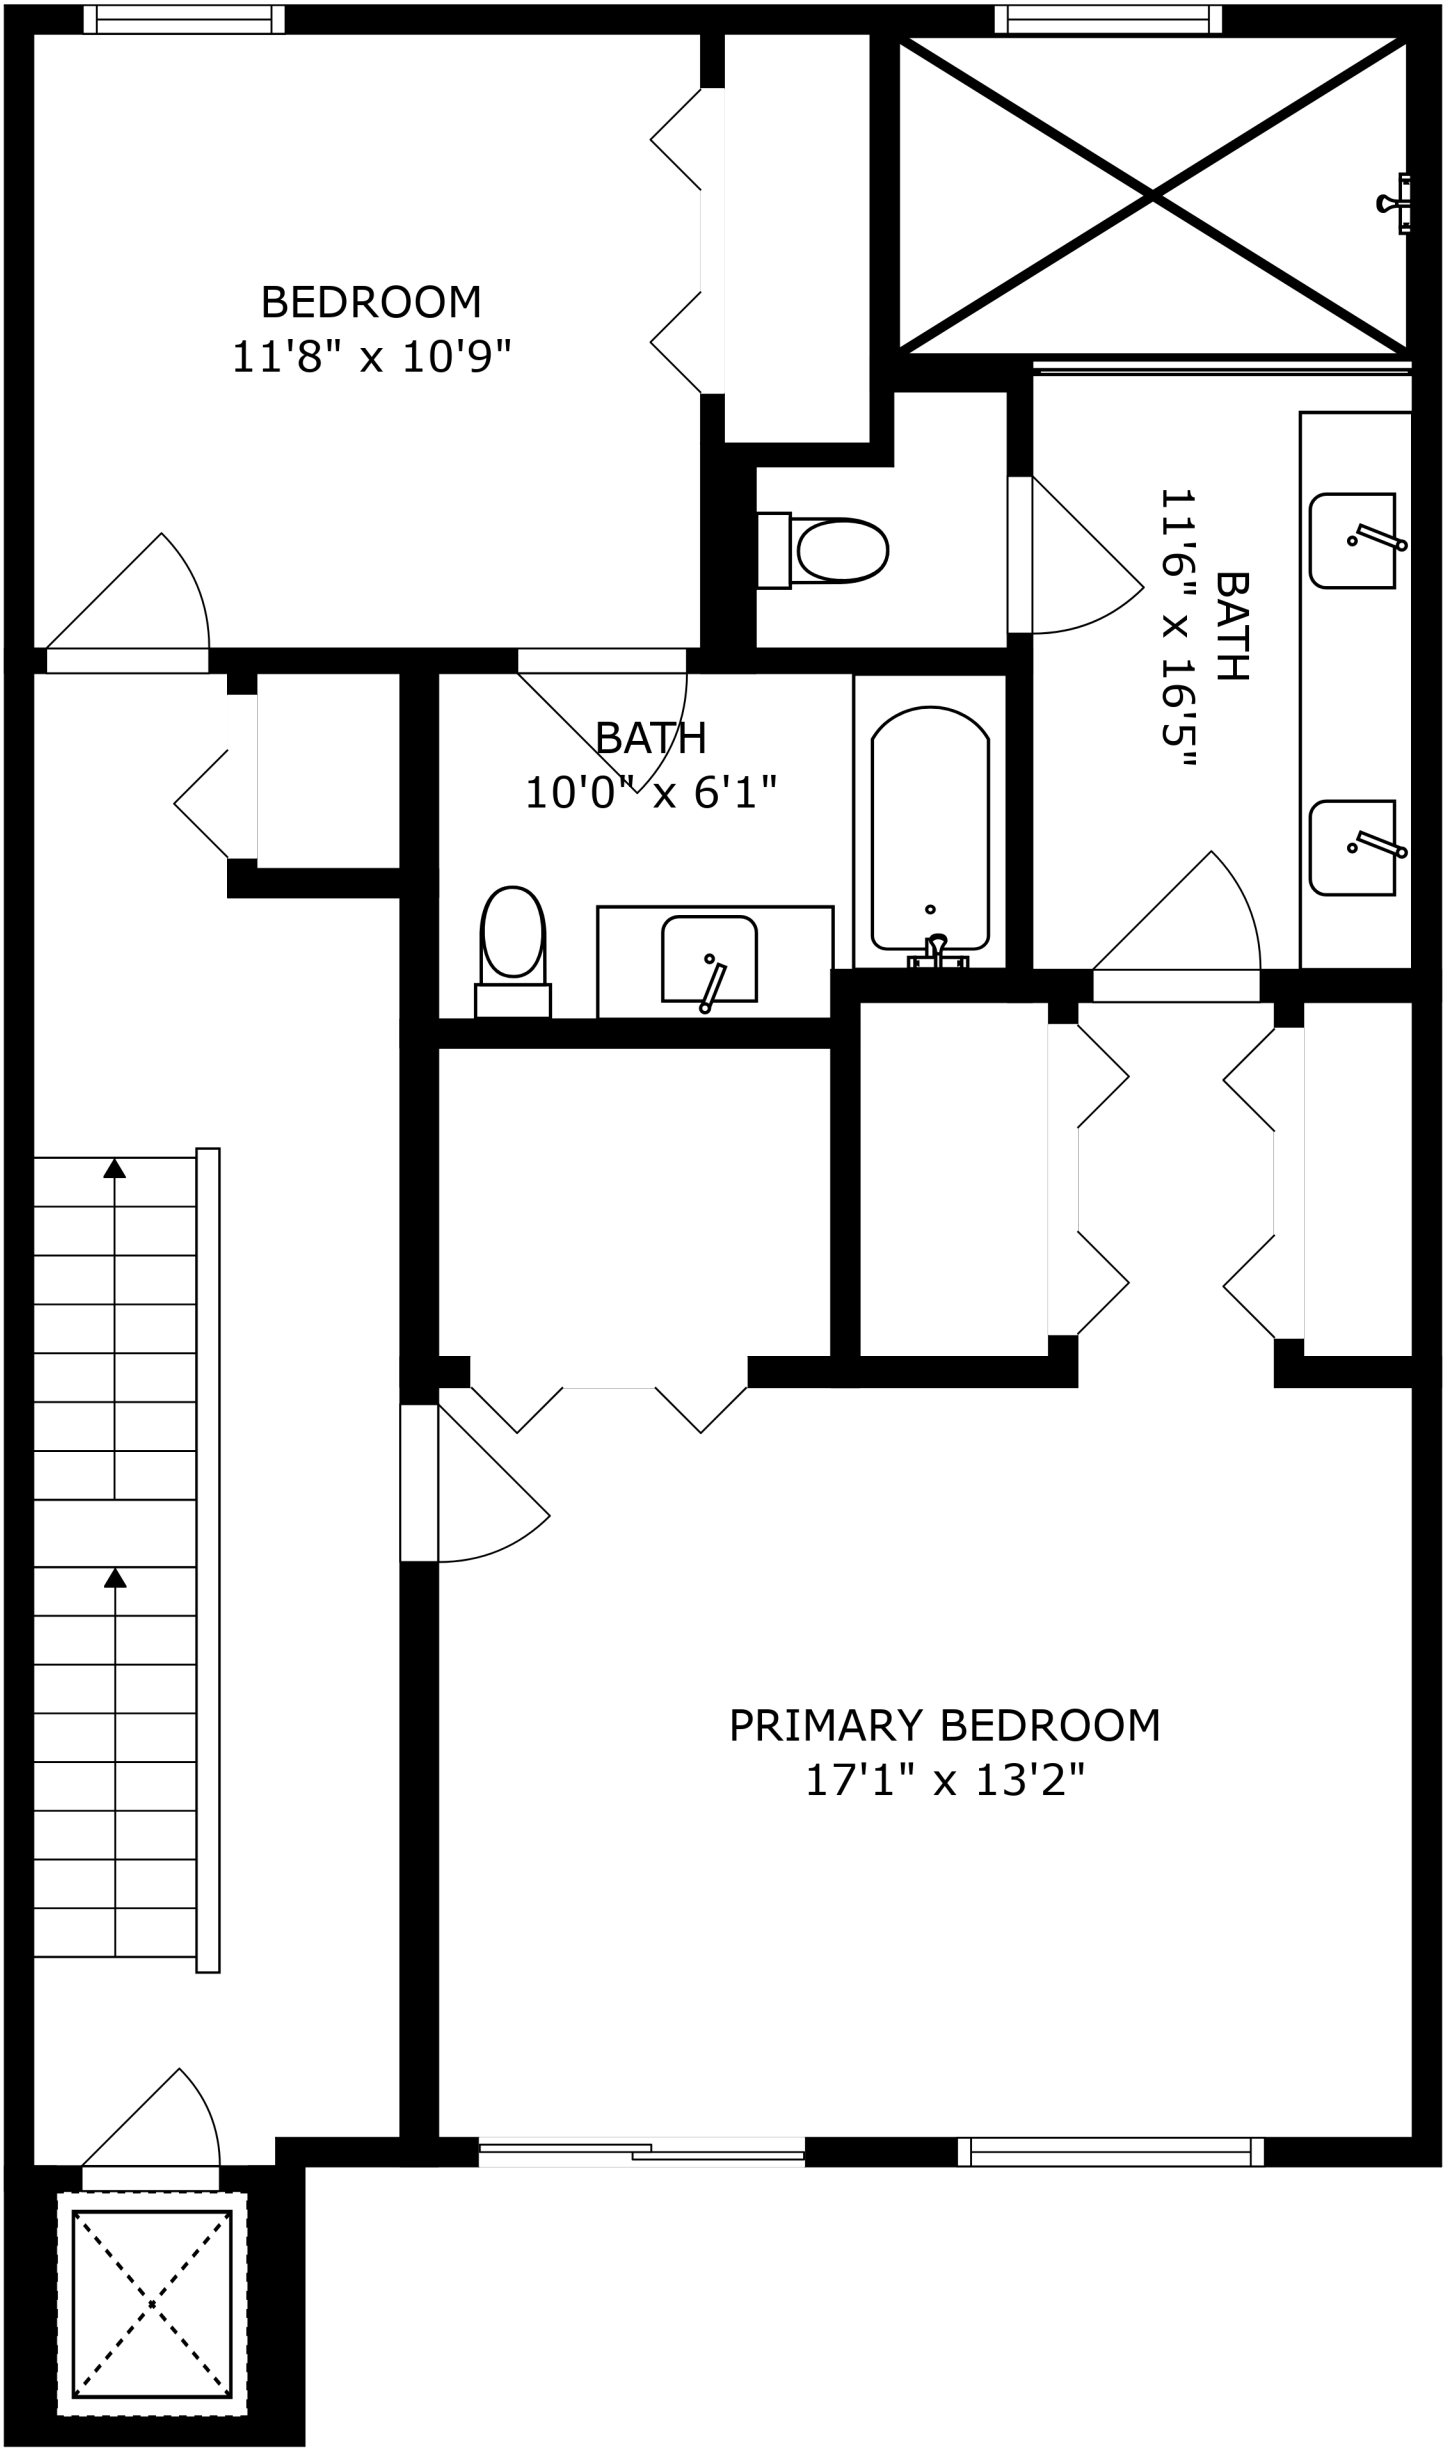 BEDROOM
11'8" x 10'9"
BATH
11'6" x 16'5"
BATH
10'0" x 6'1"
PRIMARY BEDROOM
17'1" x 13'2"